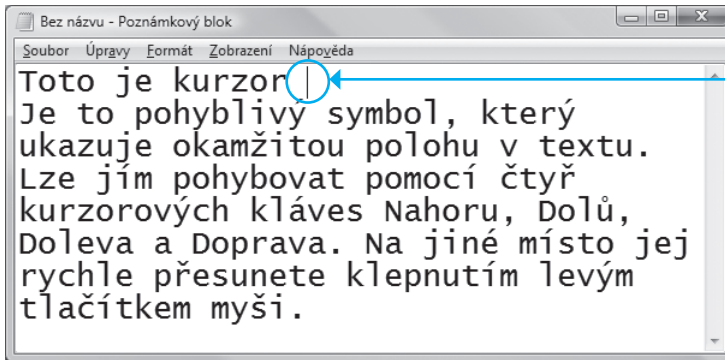 Bez názvu - Poznámkový blok
Soubor Úpravy Formát Zobrazení Nápověda
Toto je kurzor
Je to pohyblivý symbol, který
ukazuje okamžitou polohu v textu.
Lze jím pohybovat pomocí čtyř
kurzorových kláves Nahoru, Dolů,
Doleva a Doprava. Na jiné místo jej
rychle přesunete klepnutím levým
tlačítkem myši.